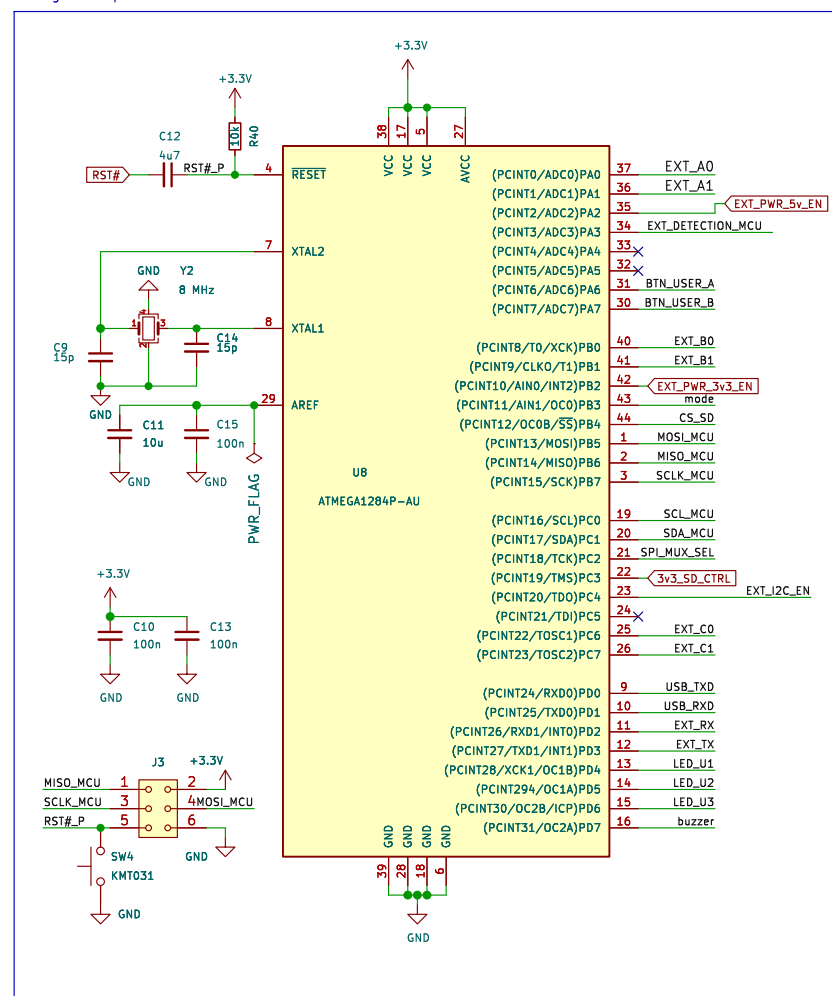 +3.3V
+3.3V
C12
4u7
10k
R40
RST#
RST#_P
4
RESET
38
17
5
27
VCC
VCC
VCC
AVCC
7
XTAL2
GND
Y2
8 MHz
1
2
3
4
8
XTAL1
C9
15p
C14
15p
GND
29
AREF
C11
10u
C15
100n
GND
GND
PWR_FLAG
U8
ATMEGA1284P-AU
(PCINT0/ADC0)PA0 37 EXT_A0
(PCINT1/ADC1)PA1 36 EXT_A1
(PCINT2/ADC2)PA2 35 EXT_PWR_5v_EN
(PCINT3/ADC3)PA3 34 EXT_DETECTION_MCU
(PCINT4/ADC4)PA4 33
(PCINT5/ADC5)PA5 32
(PCINT6/ADC6)PA6 31 BTN_USER_A
(PCINT7/ADC7)PA7 30 BTN_USER_B
(PCINT8/T0/XCK)PB0 40 EXT_B0
(PCINT9/CLKO/T1)PB1 41 EXT_B1
(PCINT10/AIN0/INT2)PB2 42 EXT_PWR_3v3_EN
(PCINT11/AIN1/OC0)PB3 43 mode
(PCINT12/OC0B/SS)PB4 44 CS_SD
(PCINT13/MOSI)PB5 1 MOSI_MCU
(PCINT14/MISO)PB6 2 MISO_MCU
(PCINT15/SCK)PB7 3 SCLK_MCU
(PCINT16/SCL)PC0 19 SCL_MCU
(PCINT17/SDA)PC1 20 SDA_MCU
(PCINT18/TCK)PC2 21 SPI_MUX_SEL
(PCINT19/TMS)PC3 22 3v3_SD_CTRL
(PCINT20/TDO)PC4 23 EXT_I2C_EN
(PCINT21/TDI)PC5 24
(PCINT22/TOSC1)PC6 25 EXT_C0
(PCINT23/TOSC2)PC7 26 EXT_C1
(PCINT24/RXD0)PD0 9 USB_TXD
(PCINT25/TXD0)PD1 10 USB_RXD
(PCINT26/RXD1/INT0)PD2 11 EXT_RX
(PCINT27/TXD1/INT1)PD3 12 EXT_TX
(PCINT28/XCK1/OC1B)PD4 13 LED_U1
(PCINT294/OC1A)PD5 14 LED_U2
(PCINT30/OC2B/ICP)PD6 15 LED_U3
(PCINT31/OC2A)PD7 16 buzzer
+3.3V
C10
100n
C13
100n
GND
GND
J3
+3.3V
MISO_MCU 1 2
SCLK_MCU 3 4 MOSI_MCU
RST#_P 5 6
GND
SW4
KMT031
GND
GND
GND
GND
GND
39
28
18
6
GND